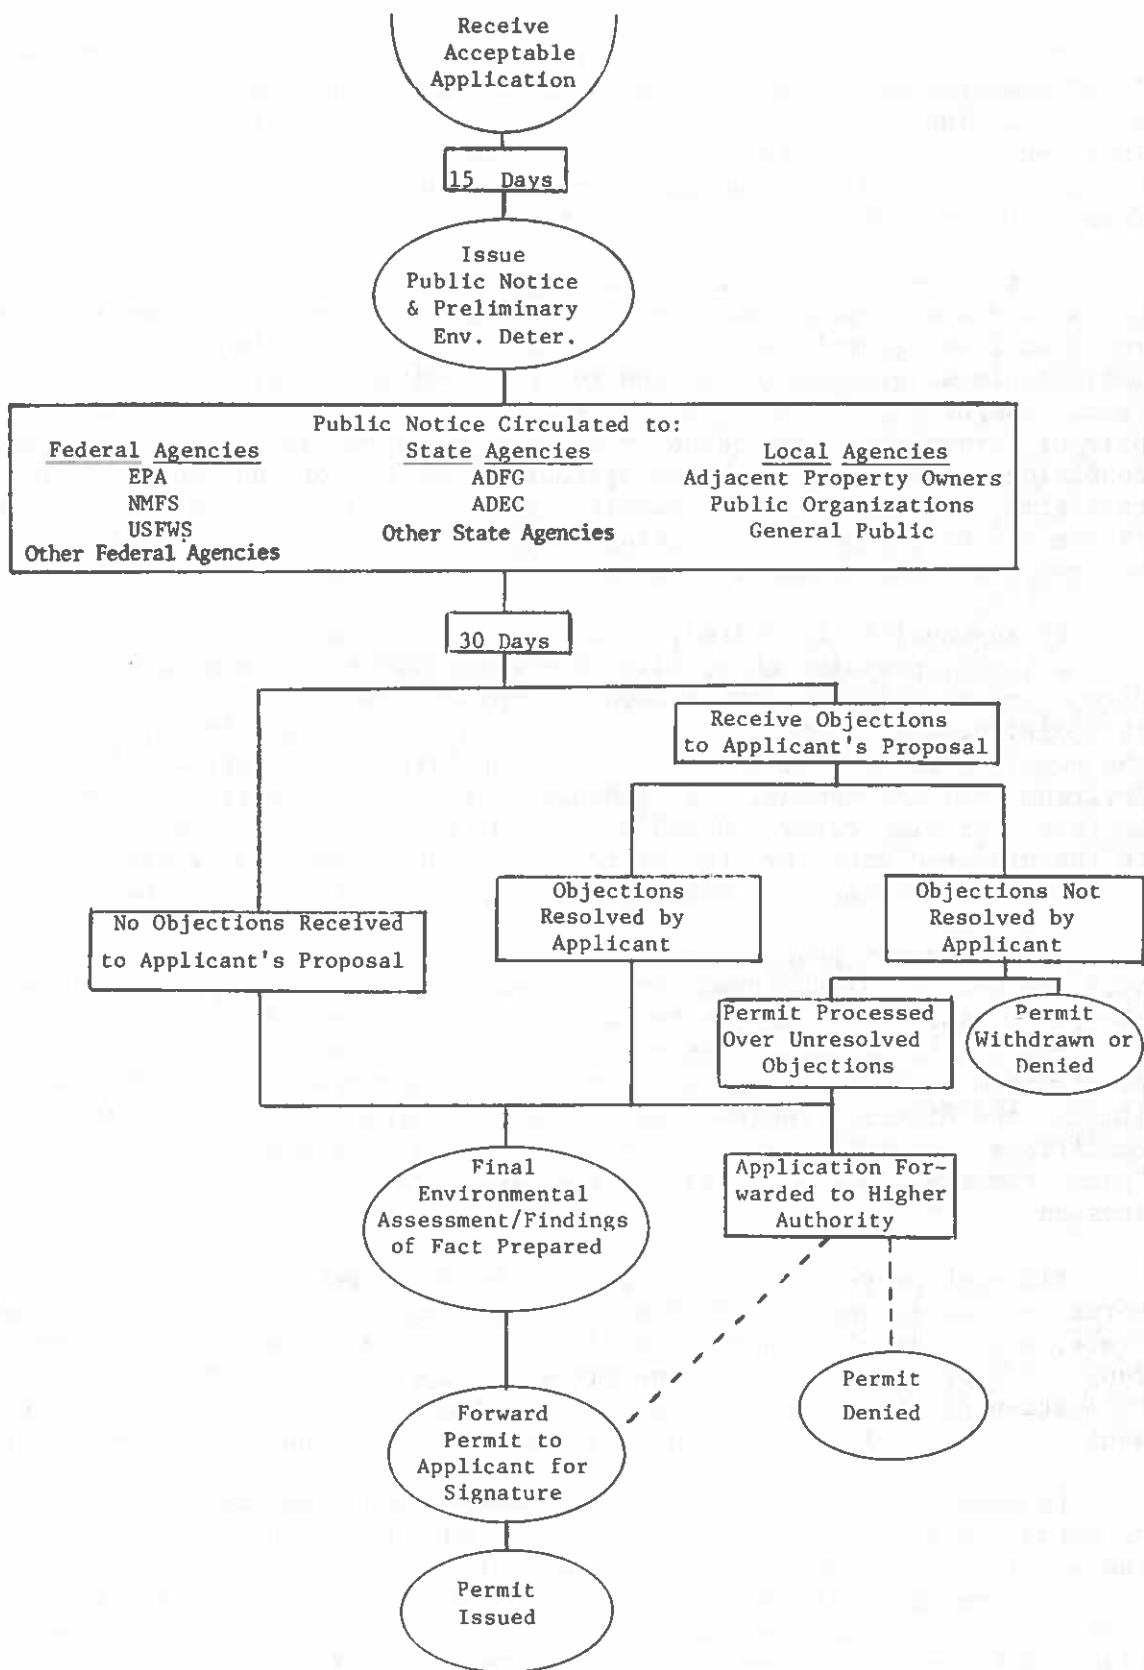 Receive
Acceptable
Application
15 Days
Issue
Public Notice
& Preliminary
Env. Deter.
Public Notice Circulated to:
Federal Agencies
EPA
NMFS
USFWS
Other Federal Agencies
State Agencies
ADFG
ADEC
Other State Agencies
Local Agencies
Adjacent Property Owners
Public Organizations
General Public
30 Days
Receive Objections
to Applicant's Proposal
No Objections Received
to Applicant's Proposal
Objections
Resolved by
Applicant
Objections Not
Resolved by
Applicant
Permit Processed
Over Unresolved
Objections
Permit
Withdrawn or
Denied
Final
Environmental
Assessment/Findings
of Fact Prepared
Application For-
warded to Higher
Authority
Permit
Denied
Forward
Permit to
Applicant for
Signature
Permit
Issued